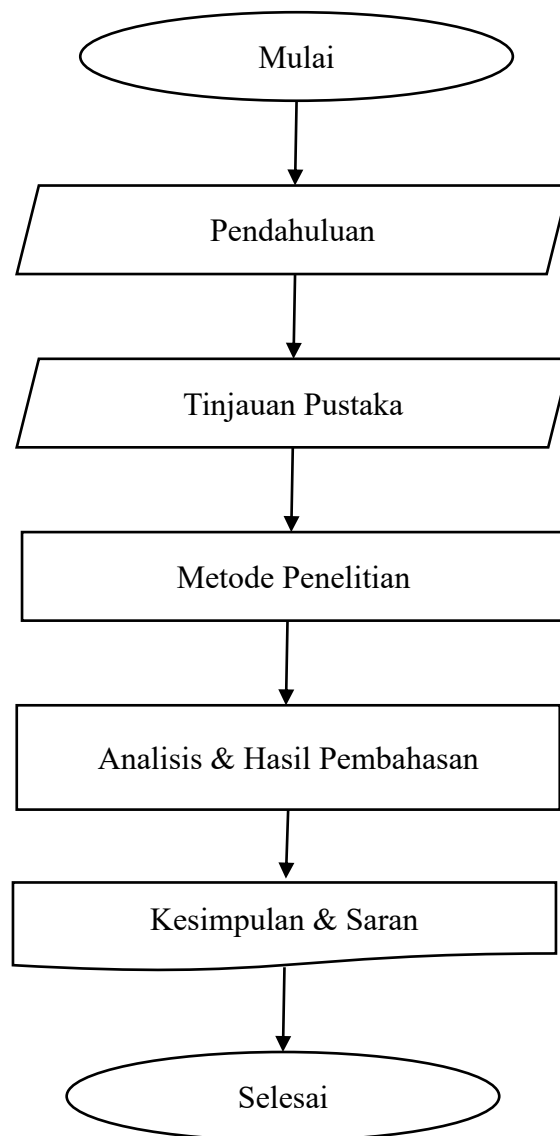 Mulai
Pendahuluan
Tinjauan Pustaka
Metode Penelitian
Analisis & Hasil Pembahasan
Kesimpulan & Saran
Selesai